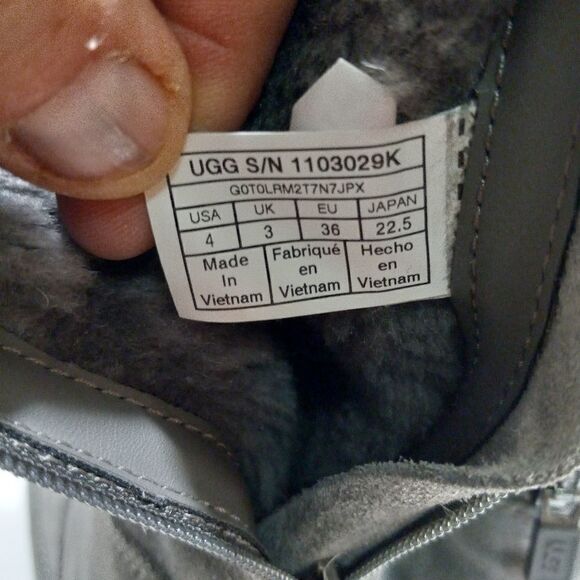 UGG S/N 1103029K
G0T0LRM2T7N7JPX
USA UK EU JAPAN
4 3 36 22.5
Made Fabriqué Hecho
In en en
Vietnam Vietnam Vietnam